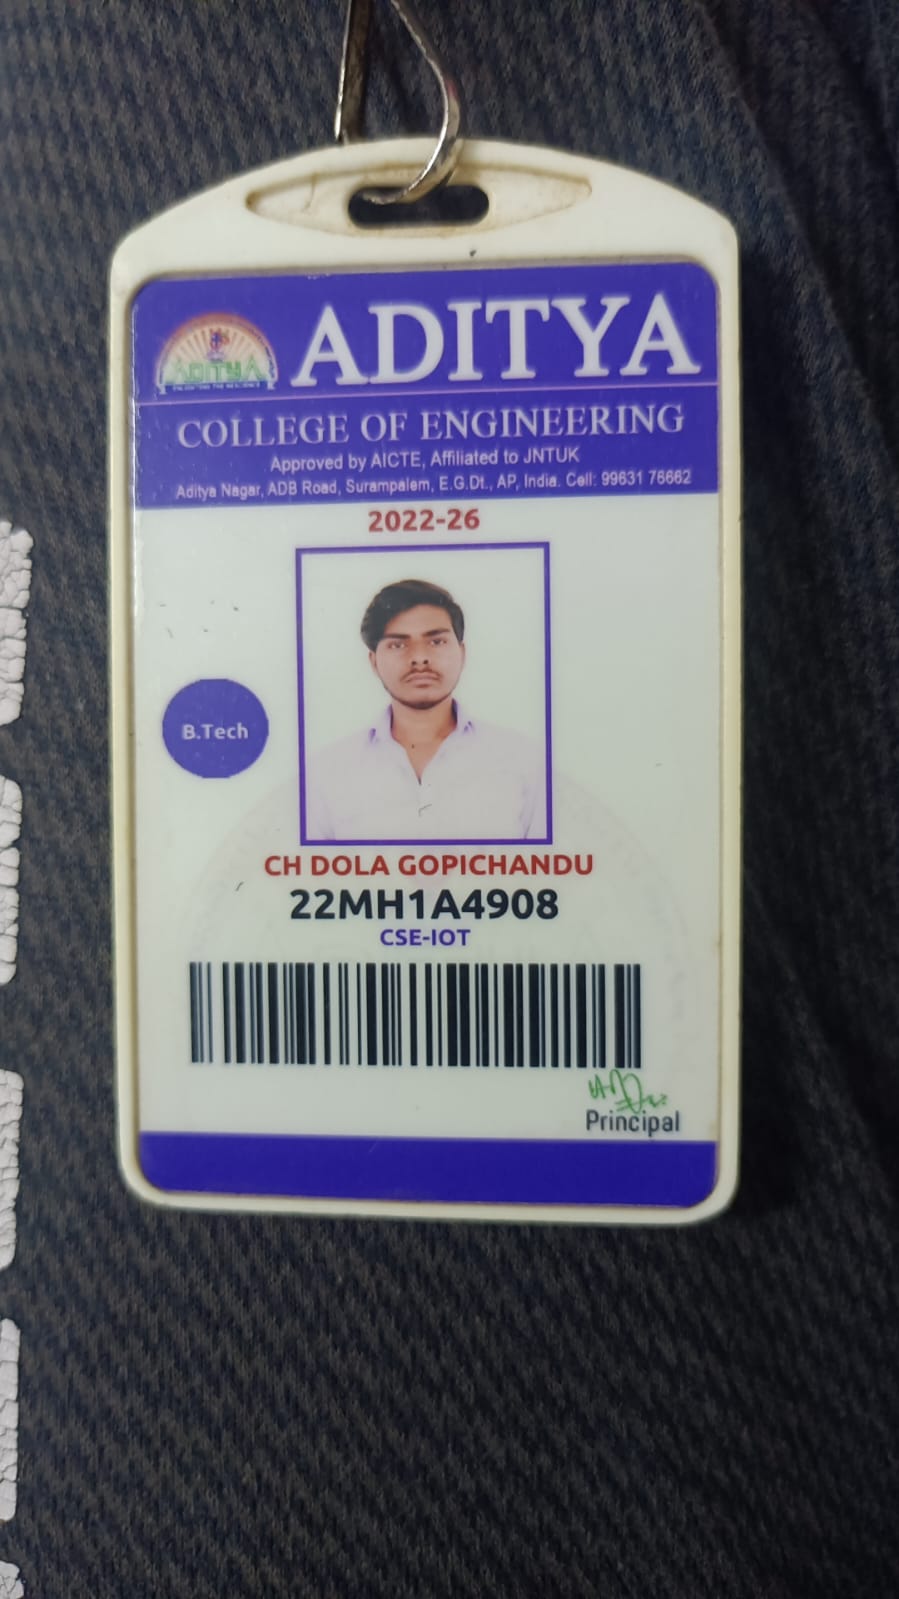 ADITYA
ADITYA
COLLEGE OF ENGINEERING
Approved by AICTE, Affiliated to JNTUK
Aditya Nagar, ADB Road, Surampalem, E.G.Dt., AP, India. Cell: 99631 76662
2022-26
B.Tech
CH DOLA GOPICHANDU
22MH1A4908
CSE-IOT
Principal